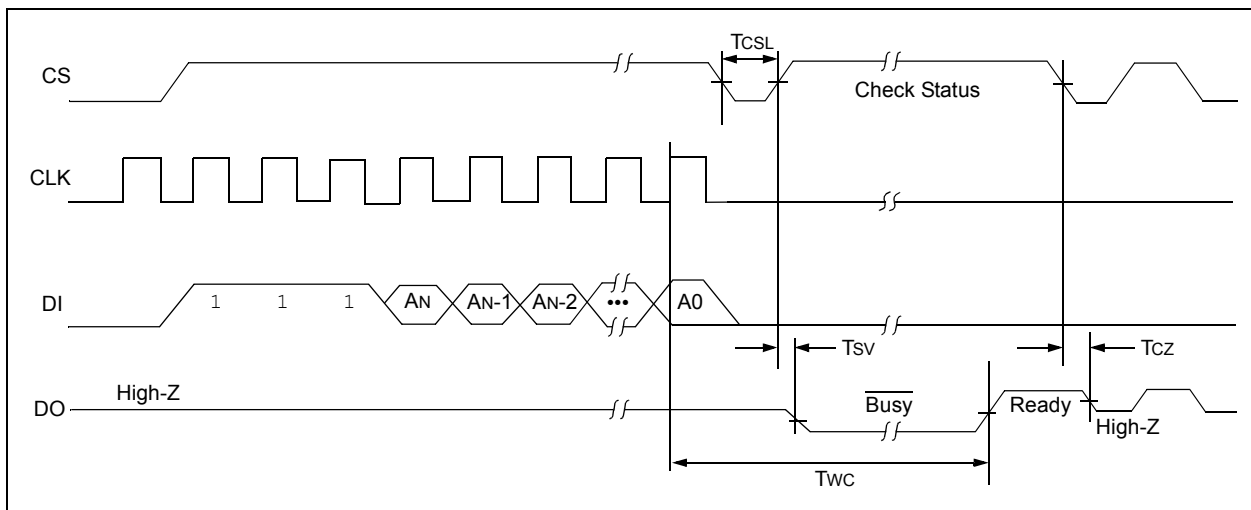 TCSL
CS
Check Status
CLK
DI
1 1 1 AN AN-1 AN-2 ••• A0
TSV
TCZ
High-Z
DO
Busy
Ready
High-Z
TWC